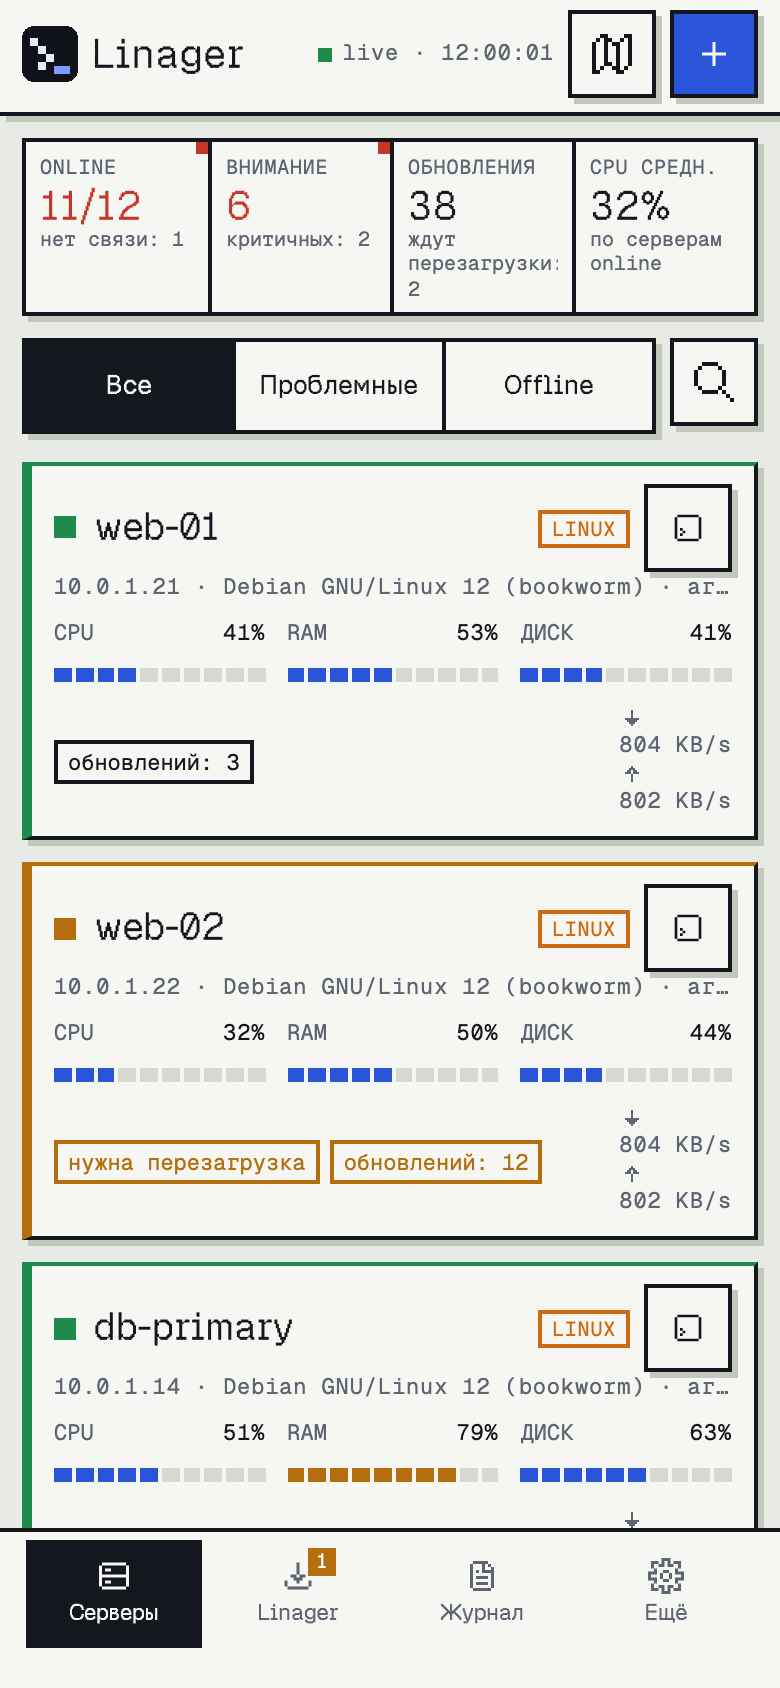 Linager
live · 12:00:01
ONLINE
11/12
нет связи: 1
ВНИМАНИЕ
6
критичных: 2
ОБНОВЛЕНИЯ
38
ждут
перезагрузки:
2
CPU СРЕДН.
32%
по серверам
online
Все
Проблемные
Offline
web-01
LINUX
10.0.1.21 · Debian GNU/Linux 12 (bookworm) · ar…
CPU 41% RAM 53% ДИСК 41%
обновлений: 3
804 KB/s
802 KB/s
web-02
LINUX
10.0.1.22 · Debian GNU/Linux 12 (bookworm) · ar…
CPU 32% RAM 50% ДИСК 44%
нужна перезагрузка
обновлений: 12
804 KB/s
802 KB/s
db-primary
LINUX
10.0.1.14 · Debian GNU/Linux 12 (bookworm) · ar…
CPU 51% RAM 79% ДИСК 63%
1
Серверы
Linager
Журнал
Ещё